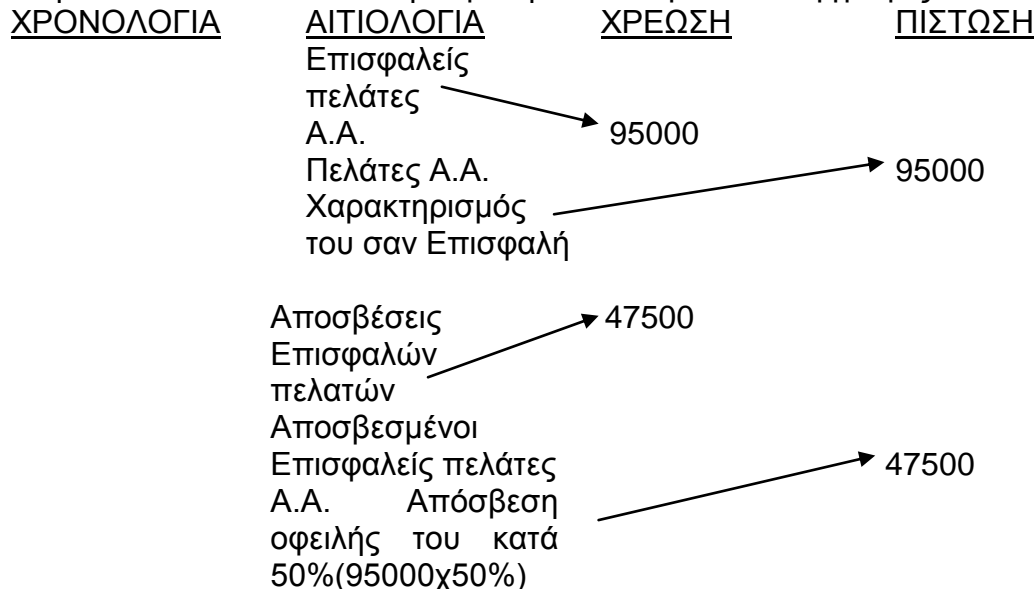 ΧΡΟΝΟΛΟΓΙΑ ΑΙΤΙΟΛΟΓΙΑ ΧΡΕΩΣΗ ΠΙΣΤΩΣΗ
Επισφαλείς
πελάτες
Α.Α. 95000
Πελάτες Α.Α. 95000
Χαρακτηρισμός
του σαν Επισφαλή
Αποσβέσεις 47500
Επισφαλών
πελατών
Αποσβεσμένοι
Επισφαλείς πελάτες 47500
Α.Α. Απόσβεση
οφειλής του κατά
50%(95000χ50%)